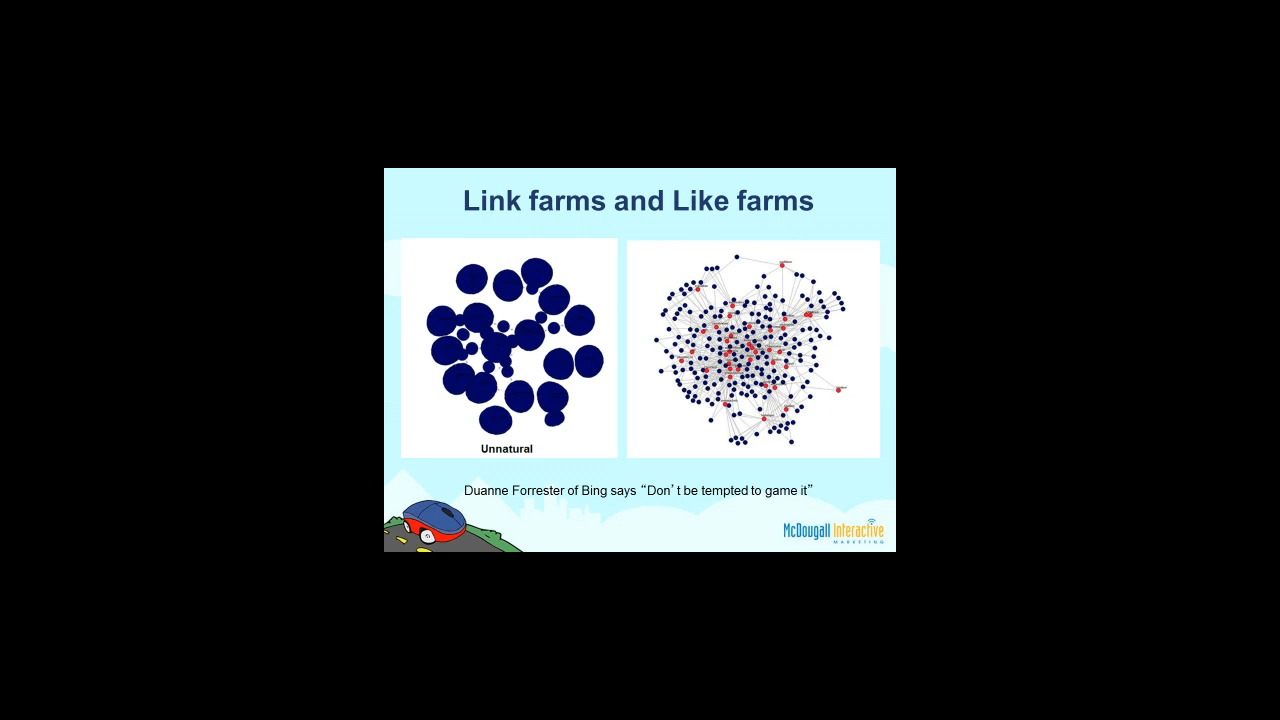 Link farms and Like farms
Unnatural
Duanne Forrester of Bing says “Don’t be tempted to game it”
McDougall Interactive
MARKETING